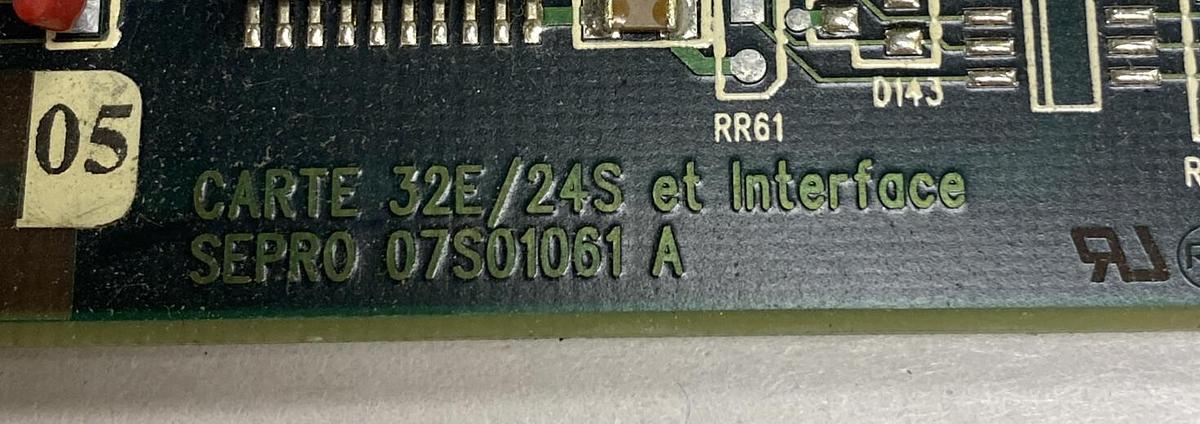 05
D143
RR61
CARTE 32E/24S et Interface
SEPRO 07S01061 A
R